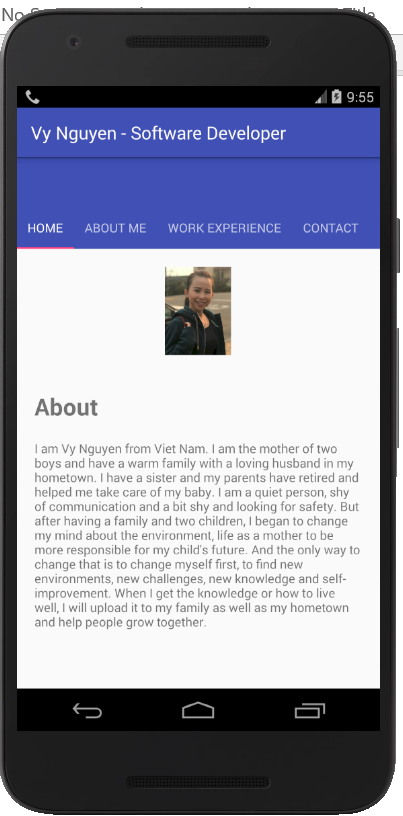 No S
Title
9:55
Vy Nguyen - Software Developer
HOME ABOUT ME WORK EXPERIENCE CONTACT
About
I am Vy Nguyen from Viet Nam. I am the mother of two
boys and have a warm family with a loving husband in my
hometown. I have a sister and my parents have retired and
helped me take care of my baby. I am a quiet person, shy
of communication and a bit shy and looking for safety. But
after having a family and two children, I began to change
my mind about the environment, life as a mother to be
more responsible for my child's future. And the only way to
change that is to change myself first, to find new
environments, new challenges, new knowledge and self-
improvement. When I get the knowledge or how to live
well, I will upload it to my family as well as my hometown
and help people grow together.